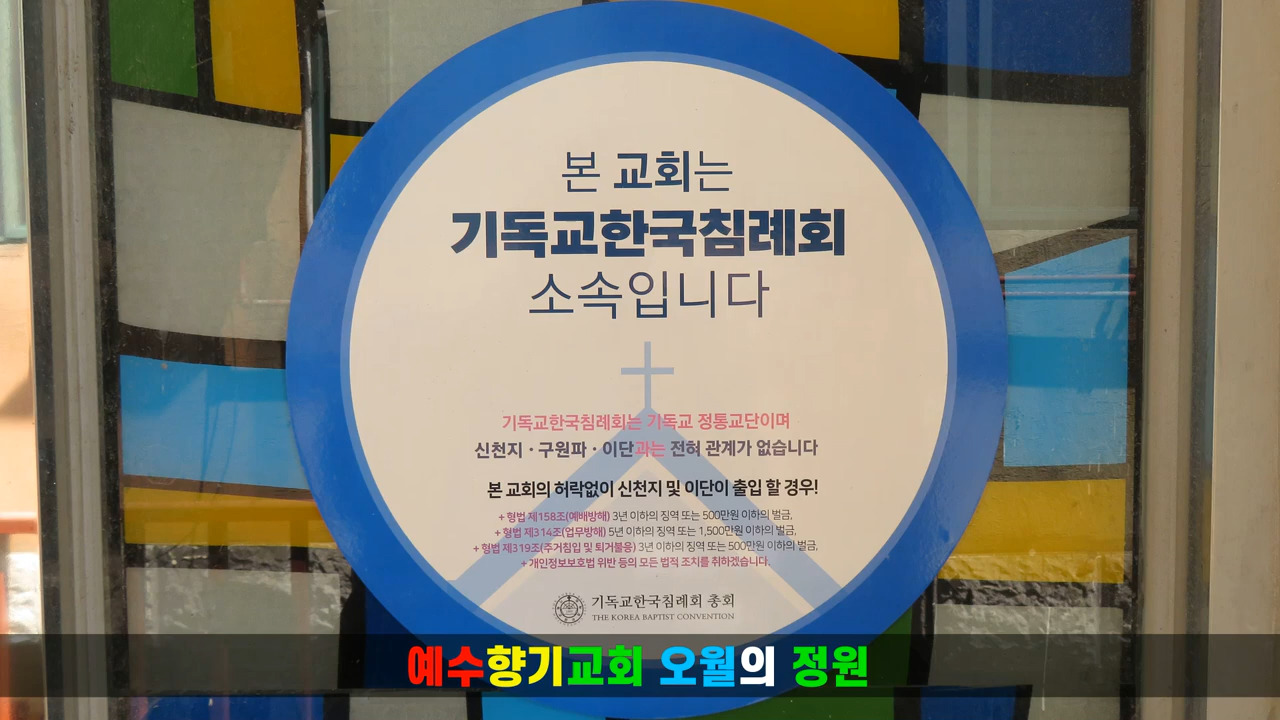 본 교회는
기독교한국침례회
소속입니다
기독교한국침례회는 기독교 정통교단이며
신천지·구원파·이단과는 전혀 관계가 없습니다
본 교회의 허락없이 신천지 및 이단이 출입 할 경우!
+ 형법 제158조(예배방해) 3년 이하의 징역 또는 500만원 이하의 벌금,
+ 형법 제314조(업무방해) 5년 이하의 징역 또는 1,500만원 이하의 벌금,
+ 형법 제319조(주거침입 및 퇴거불응) 3년 이하의 징역 또는 500만원 이하의 벌금,
+ 개인정보보호법 위반 등의 모든 법적 조치를 취하겠습니다.
기독교한국침례회 총회
THE KOREA BAPTIST CONVENTION
예수향기교회 오월의 정원